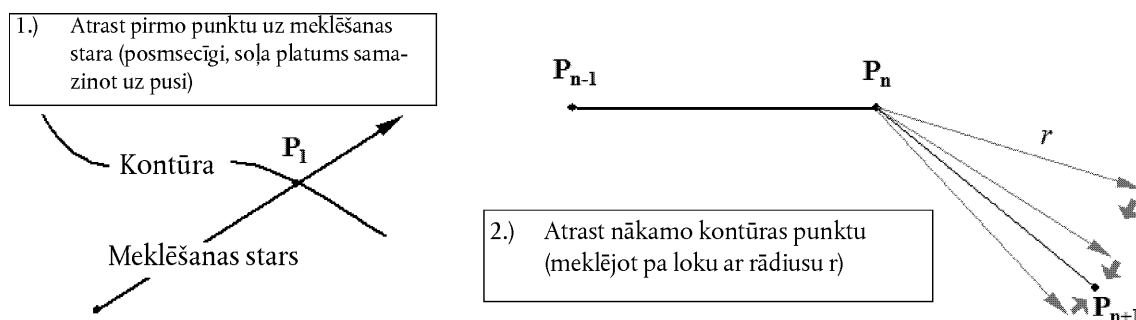 1.) Atrast pirmo punktu uz meklēšanas
stara (posmsecīgi, soļa platums sama-
zinot uz pusi)
P1
Kontūra
Meklēšanas stars
Pn-1
Pn
r
2.) Atrast nākamo kontūras punktu
(meklējot pa loku ar rādiusu r)
Pn+1